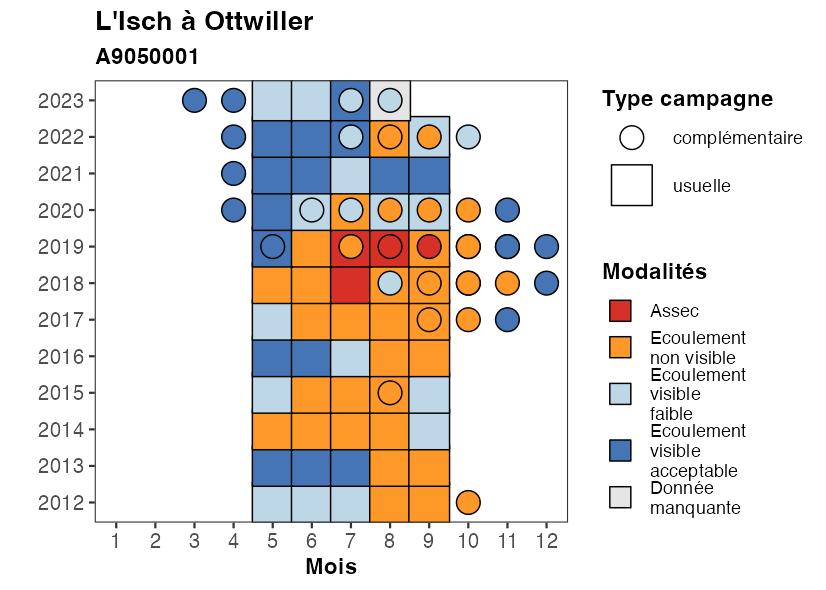 L'Isch à Ottwiller
A9050001
2023
2022
2021
2020
2019
2018
2017
2016
2015
2014
2013
2012
1 2 3 4 5 6 7 8 9 10 11 12
Mois
Type campagne
complémentaire
usuelle
Modalités
Assec
Ecoulement
non visible
Ecoulement
visible
faible
Ecoulement
visible
acceptable
Donnée
manquante